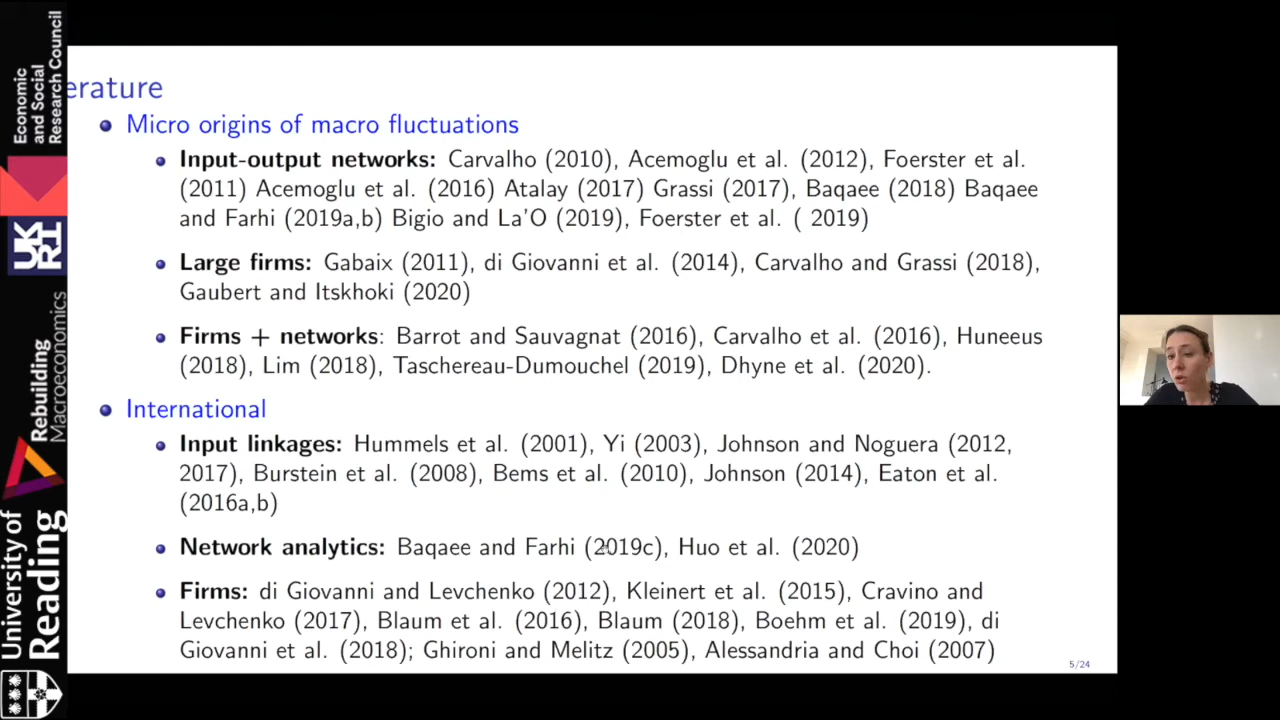 erature
Micro origins of macro fluctuations
Input-output networks: Carvalho (2010), Acemoglu et al. (2012), Foerster et al.
(2011) Acemoglu et al. (2016) Atalay (2017) Grassi (2017), Baqaee (2018) Baqaee
and Farhi (2019a,b) Bigio and La'O (2019), Foerster et al. ( 2019)
Large firms: Gabaix (2011), di Giovanni et al. (2014), Carvalho and Grassi (2018),
Gaubert and Itskhoki (2020)
Firms + networks: Barrot and Sauvagnat (2016), Carvalho et al. (2016), Huneeus
(2018), Lim (2018), Taschereau-Dumouchel (2019), Dhyne et al. (2020).
International
Input linkages: Hummels et al. (2001), Yi (2003), Johnson and Noguera (2012,
2017), Burstein et al. (2008), Bems et al. (2010), Johnson (2014), Eaton et al.
(2016a,b)
Network analytics: Baqaee and Farhi (2019c), Huo et al. (2020)
Firms: di Giovanni and Levchenko (2012), Kleinert et al. (2015), Cravino and
Levchenko (2017), Blaum et al. (2016), Blaum (2018), Boehm et al. (2019), di
Giovanni et al. (2018); Ghironi and Melitz (2005), Alessandria and Choi (2007)
5/24
Economic
and Social
Research Council
UK
RI
Rebuilding
Macroeconomics
University of
Reading